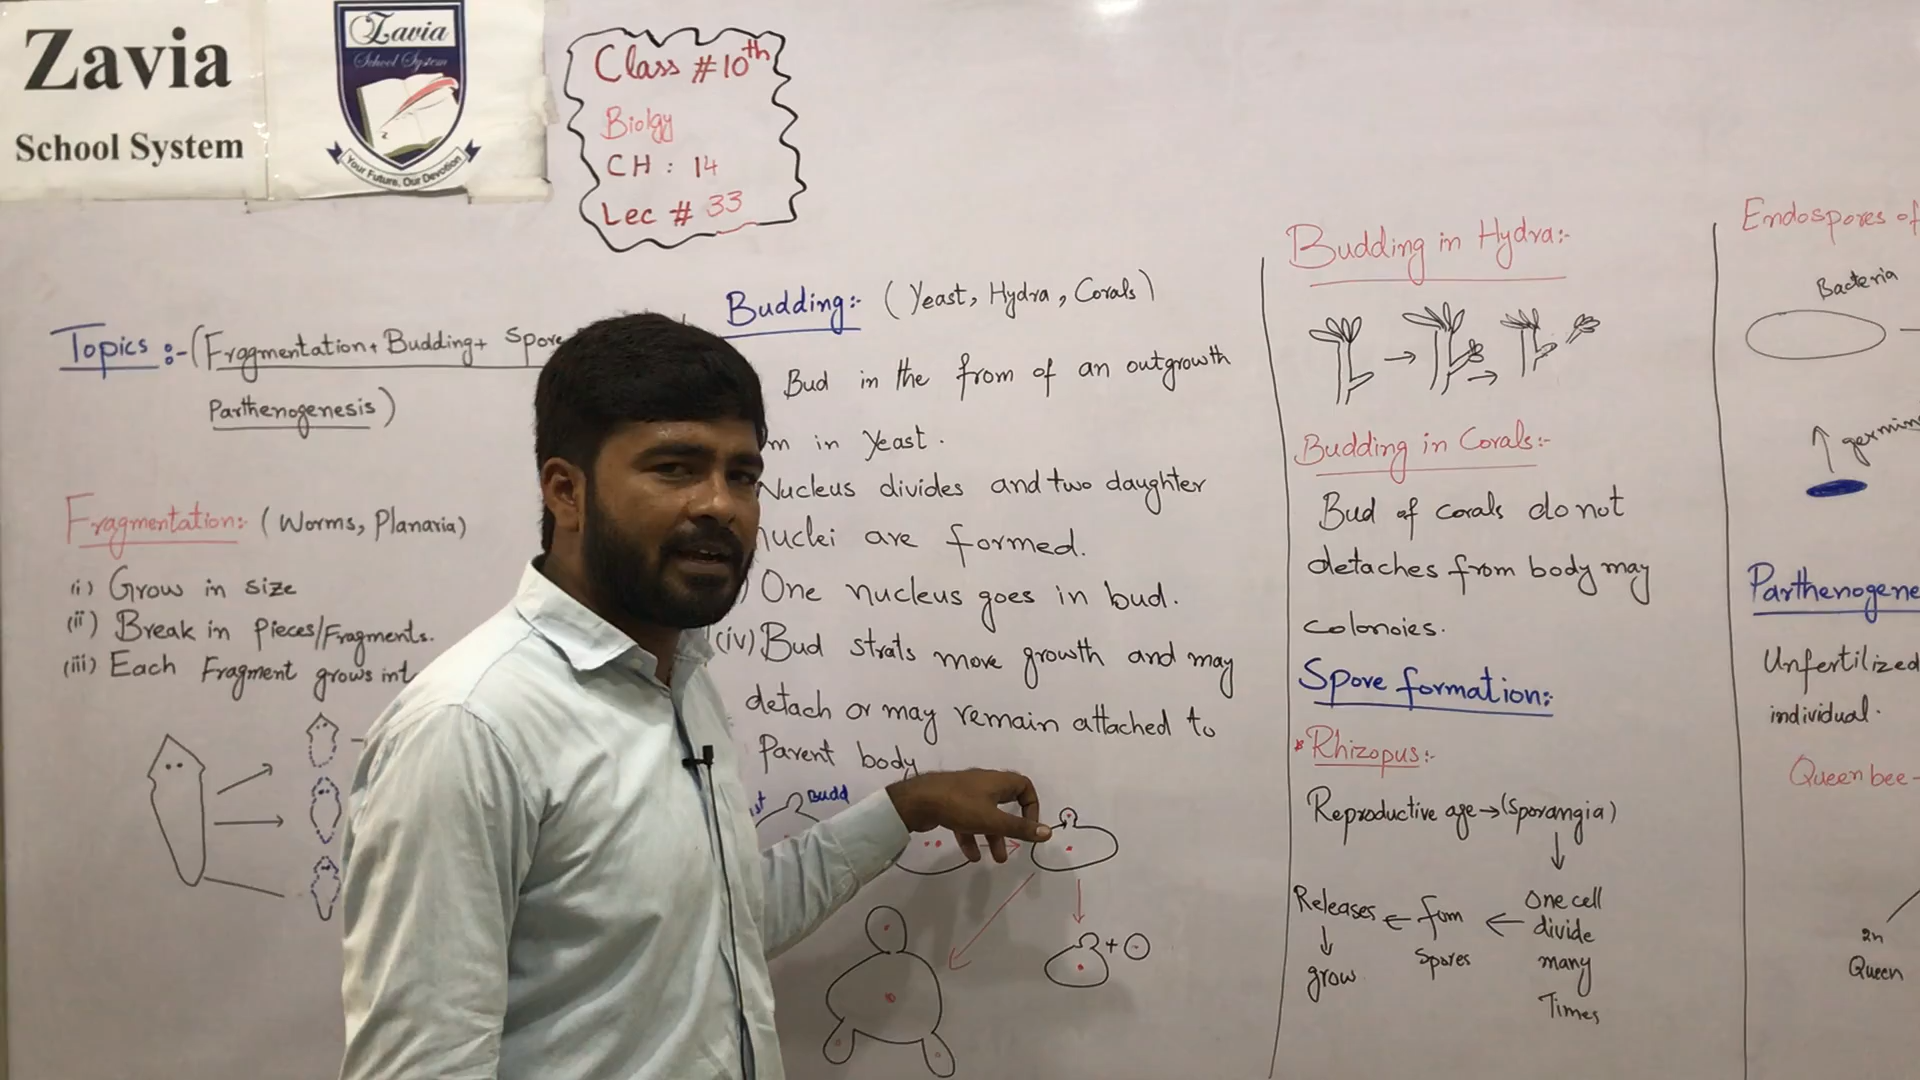 Zavia
School System
Zavia
School System
Your Future, Our Devotion
Class #10th
Biolgy
CH : 14
Lec # 33
Topics :-(Fragmentation+ Budding+ Spore
Parthenogenesis)
Fragmentation:- (Worms, Planaria)
(i) Grow in size
(ii) Break in Pieces/Fragments.
(iii) Each Fragment grows int
Budding:- (Yeast, Hydra, Corals)
Bud in the from of an outgrowth
m in Yeast.
Nucleus divides and two daughter
nuclei are formed.
) One nucleus goes in bud.
(iv) Bud strats more growth and may
detach or may remain attached to
Parent body
st Budd
+
Budding in Hydra:-
Budding in Corals:-
Bud of corals do not
detaches from body may
colonoies.
Spore formation:-
*Rhizopus:-
Reproductive age→(Sporangia)
↓
Releases ← form ← One cell
↓ Spores divide
grow many
Times
Endospores of
Bacteria
↑ germin
Parthenogene
Unfertilized
individual.
Queen bee-
2n
Queen